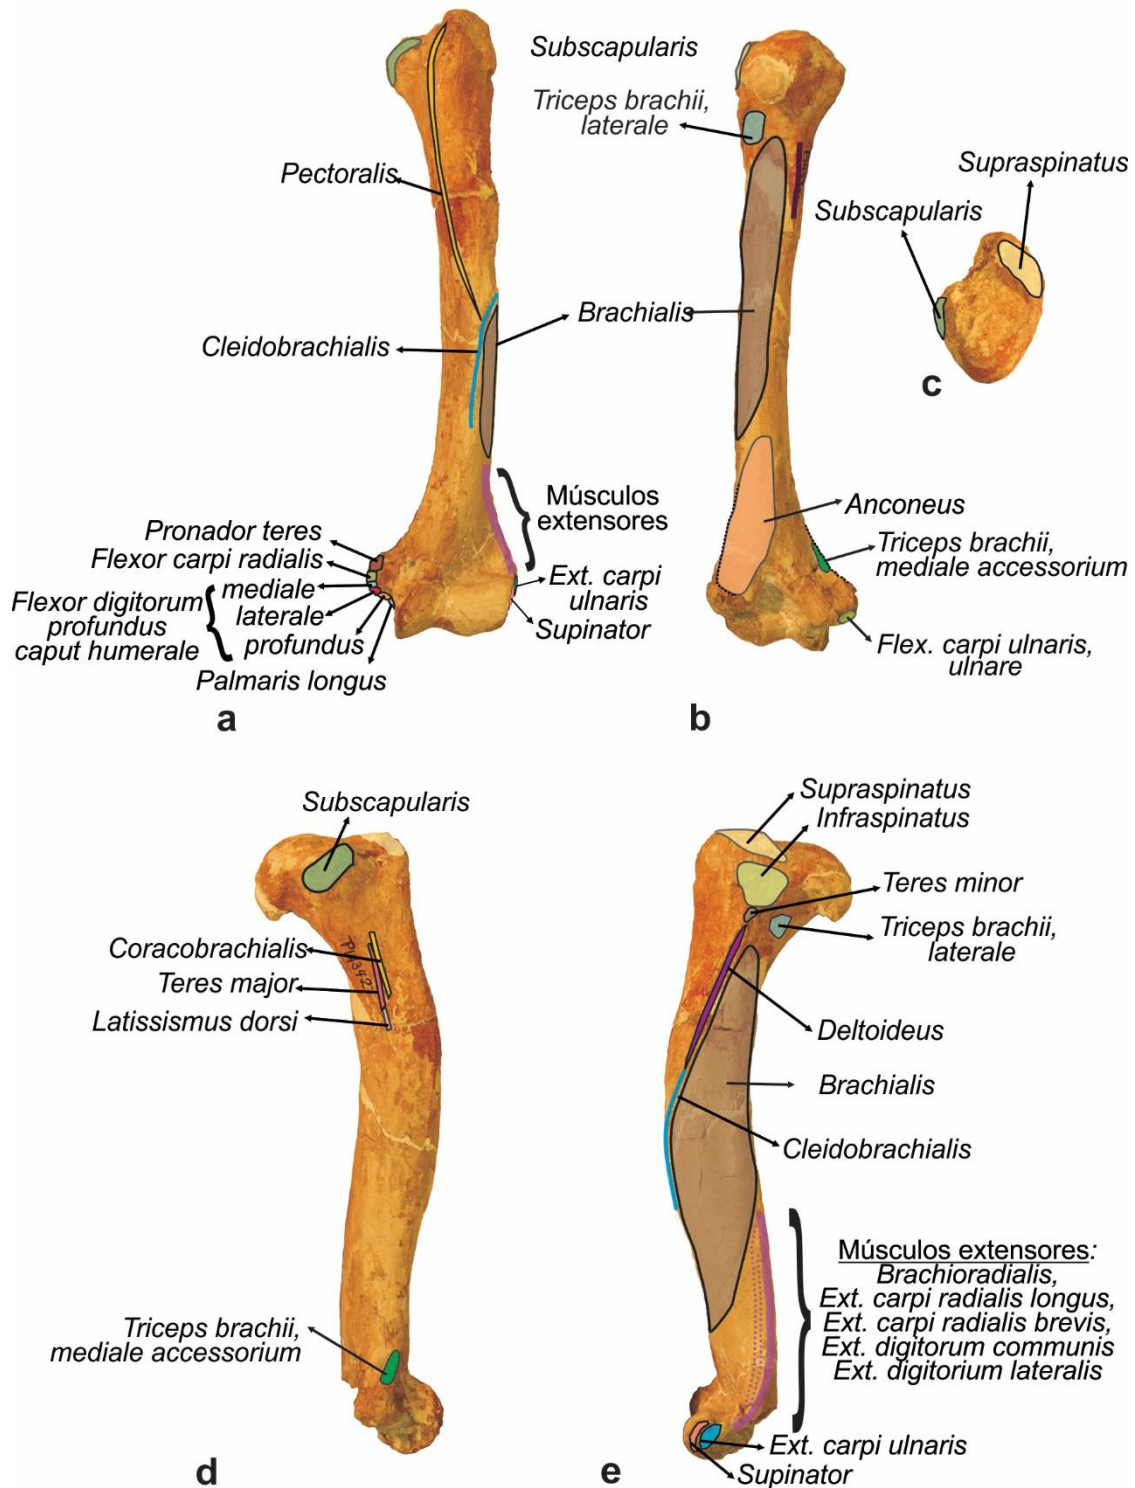 Subscapularis
Triceps brachii,
laterale
Pectoralis
Supraspinatus
Subscapularis
Brachialis
Cleidobrachialis
c
Músculos
extensores
Anconeus
Pronador teres
Flexor carpi radialis
mediale
laterale
profundus
Flexor digitorum
profundus
caput humerale
Palmaris longus
Ext. carpi
ulnaris
Supinator
Triceps brachii,
mediale accessorium
Flex. carpi ulnaris,
ulnare
a
b
Subscapularis
Coracobrachialis
Teres major
Latissismus dorsi
Triceps brachii,
mediale accessorium
d
Supraspinatus
Infraspinatus
Teres minor
Triceps brachii,
laterale
Deltoideus
Brachialis
Cleidobrachialis
Músculos extensores:
Brachioradialis,
Ext. carpi radialis longus,
Ext. carpi radialis brevis,
Ext. digitorum communis
Ext. digitorium lateralis
Ext. carpi ulnaris
Supinator
e